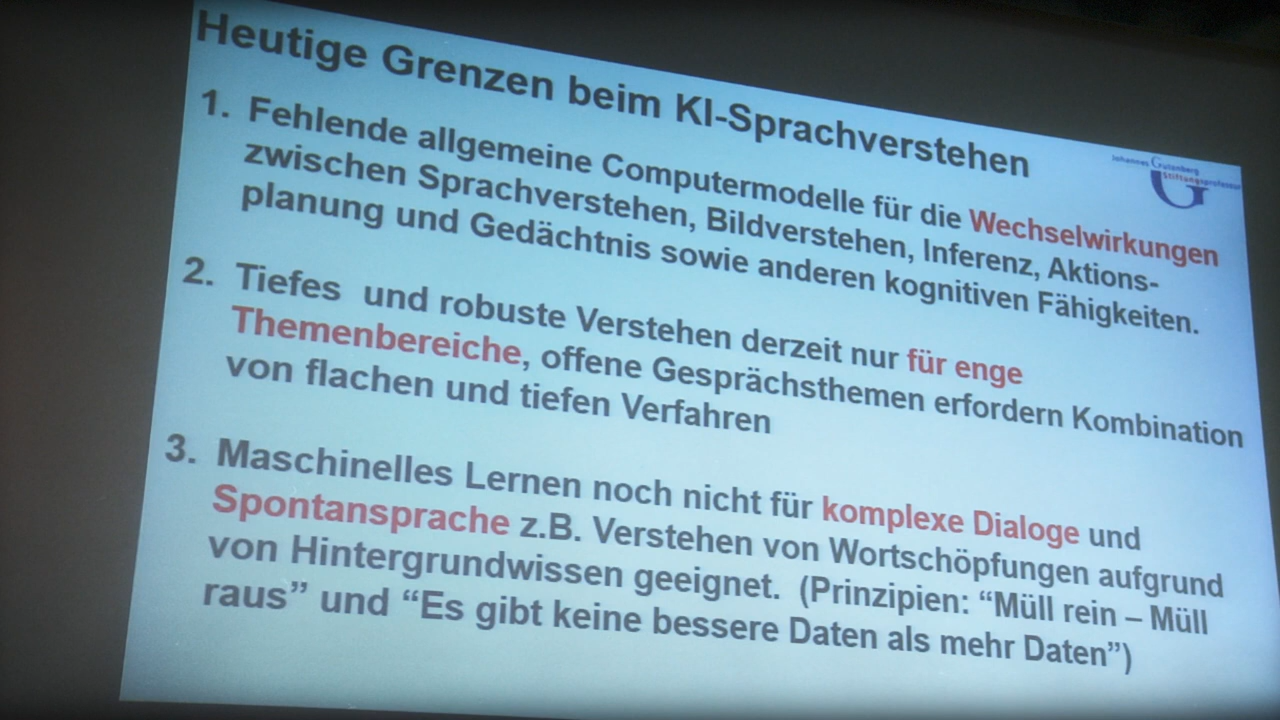 Heutige Grenzen beim KI-Sprachverstehen
Johannes Gutenberg
Stiftungsprofessur
1. Fehlende allgemeine Computermodelle für die Wechselwirkungen
zwischen Sprachverstehen, Bildverstehen, Inferenz, Aktions-
planung und Gedächtnis sowie anderen kognitiven Fähigkeiten.
2. Tiefes und robuste Verstehen derzeit nur für enge
Themenbereiche, offene Gesprächsthemen erfordern Kombination
von flachen und tiefen Verfahren
3. Maschinelles Lernen noch nicht für komplexe Dialoge und
Spontansprache z.B. Verstehen von Wortschöpfungen aufgrund
von Hintergrundwissen geeignet. (Prinzipien: “Müll rein – Müll
raus” und “Es gibt keine bessere Daten als mehr Daten”)